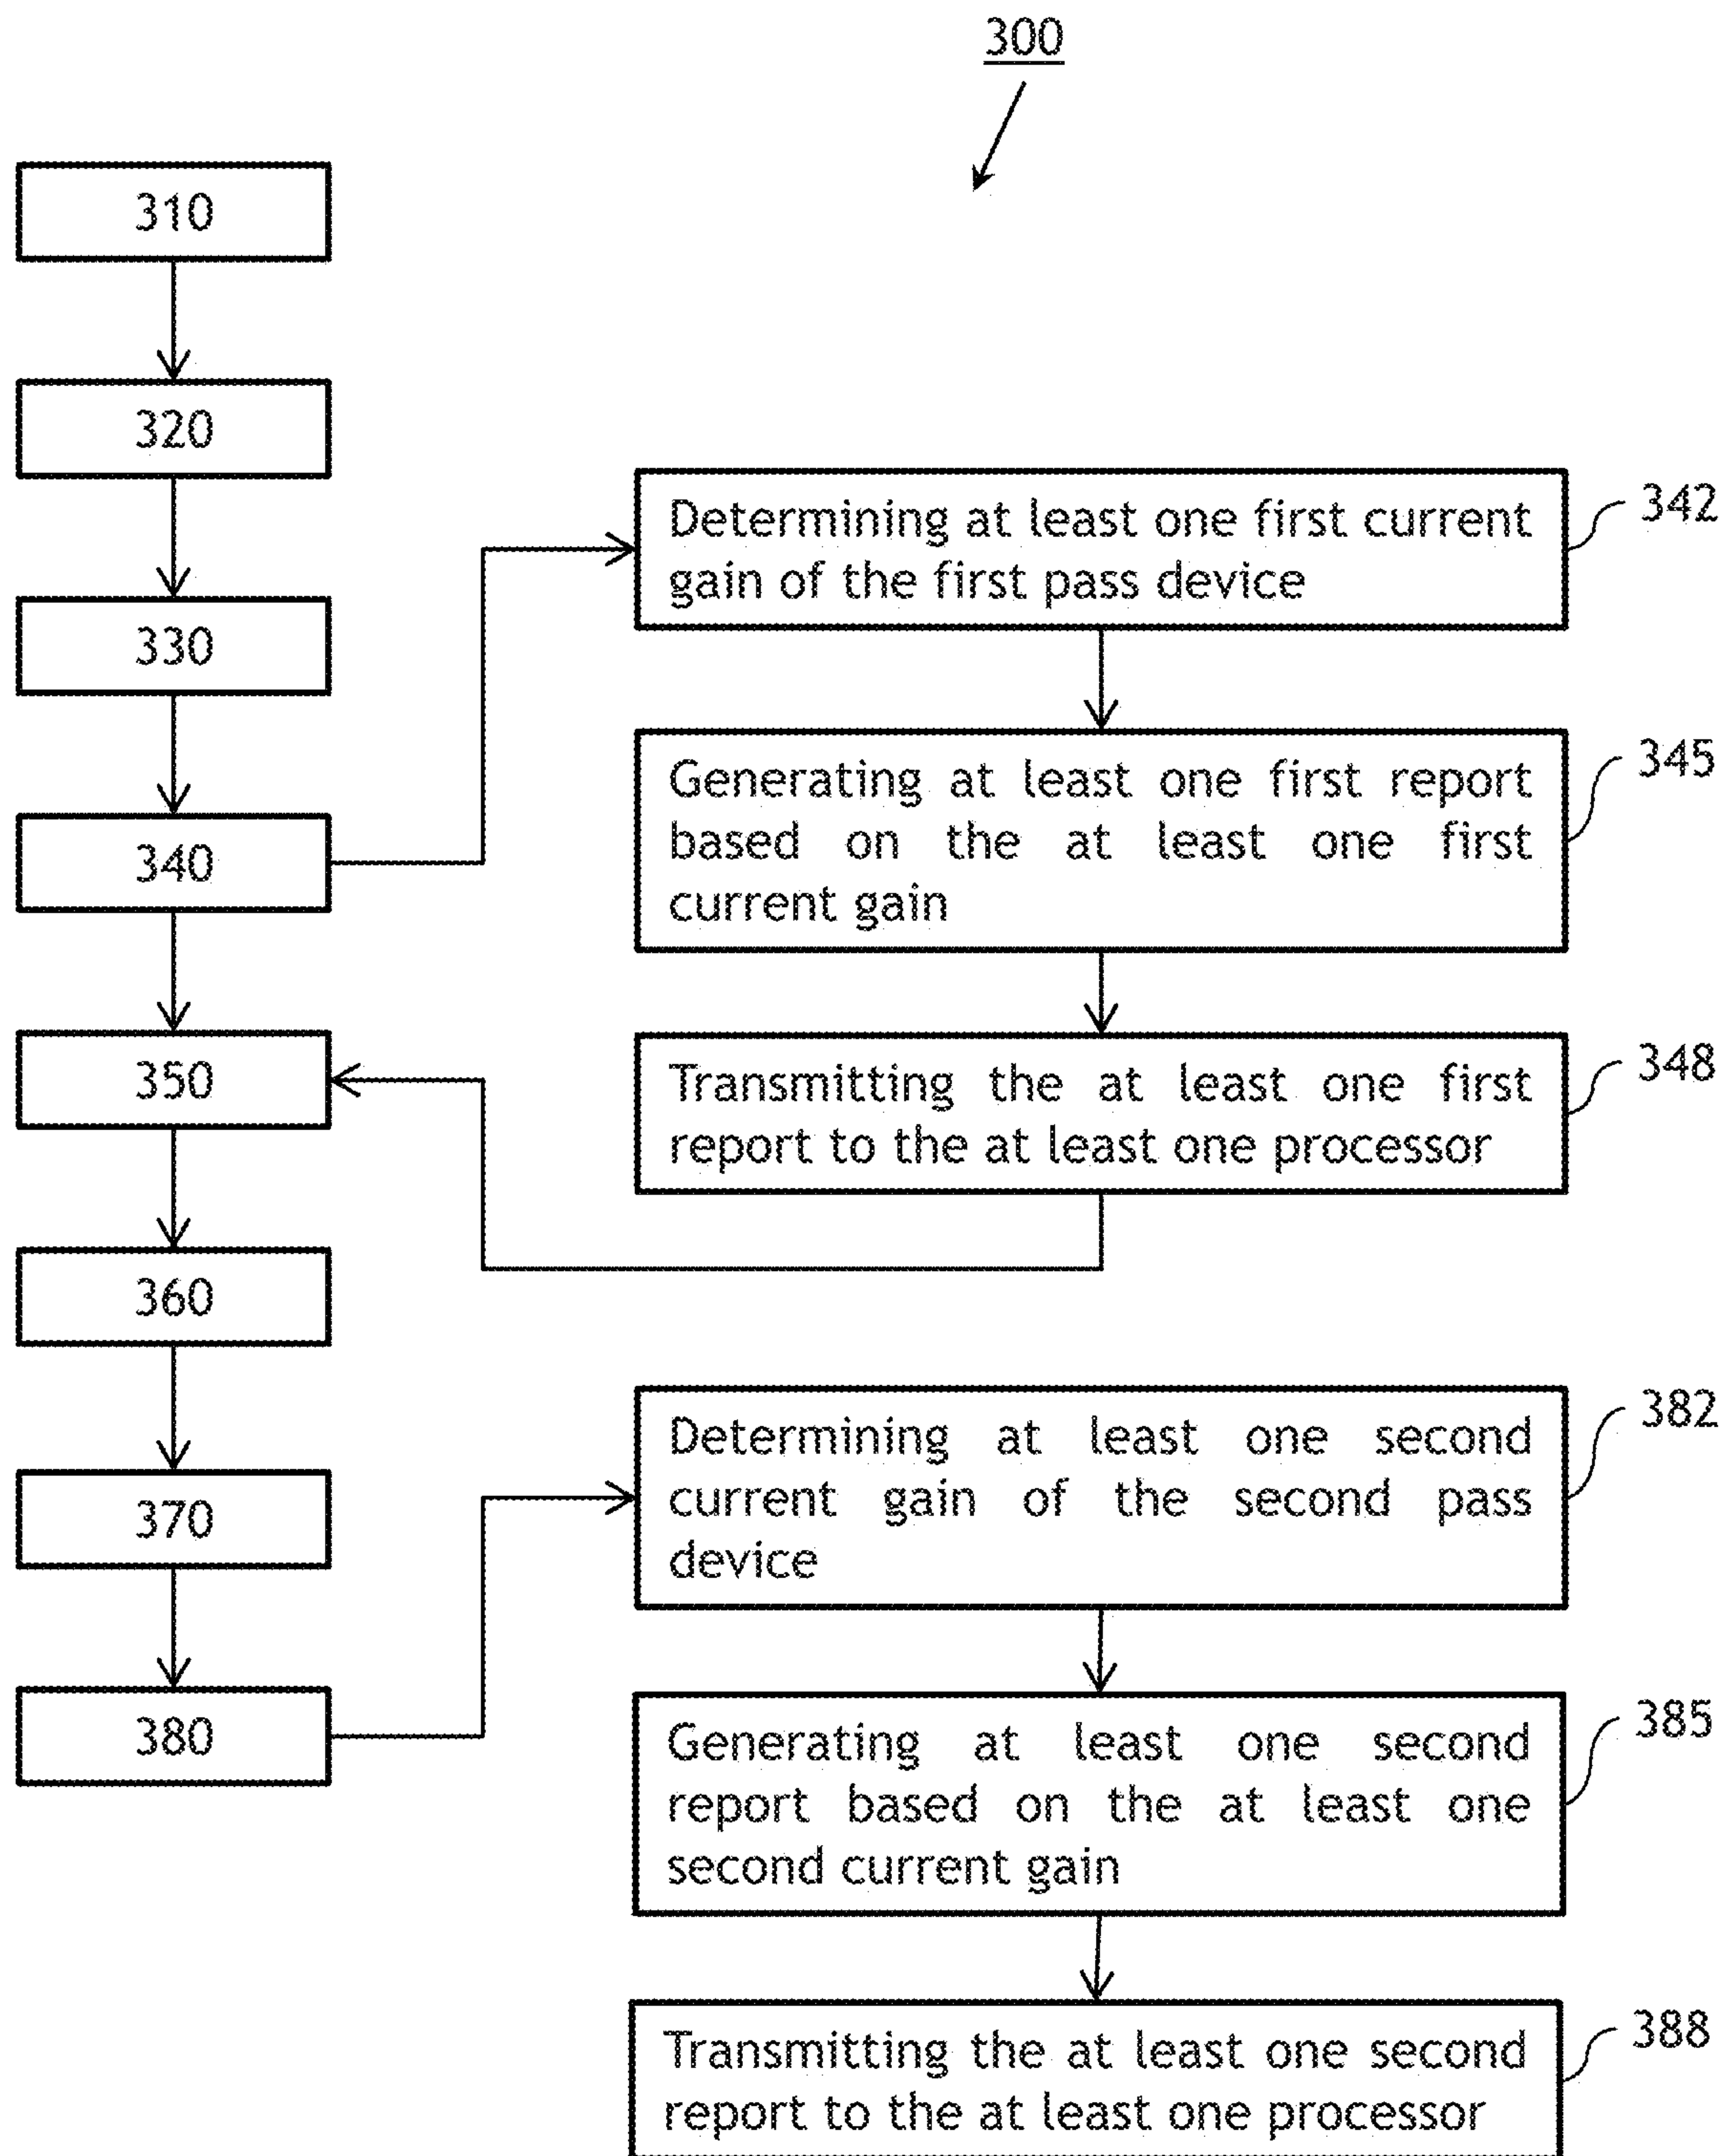 300
310
320
330
340
350
360
370
380
Determining at least one first current
gain of the first pass device
342
Generating at least one first report
based on the at least one first
current gain
345
Transmitting the at least one first
report to the at least one processor
348
Determining at least one second
current gain of the second pass
device
382
Generating at least one second
report based on the at least one
second current gain
385
Transmitting the at least one second
report to the at least one processor
388